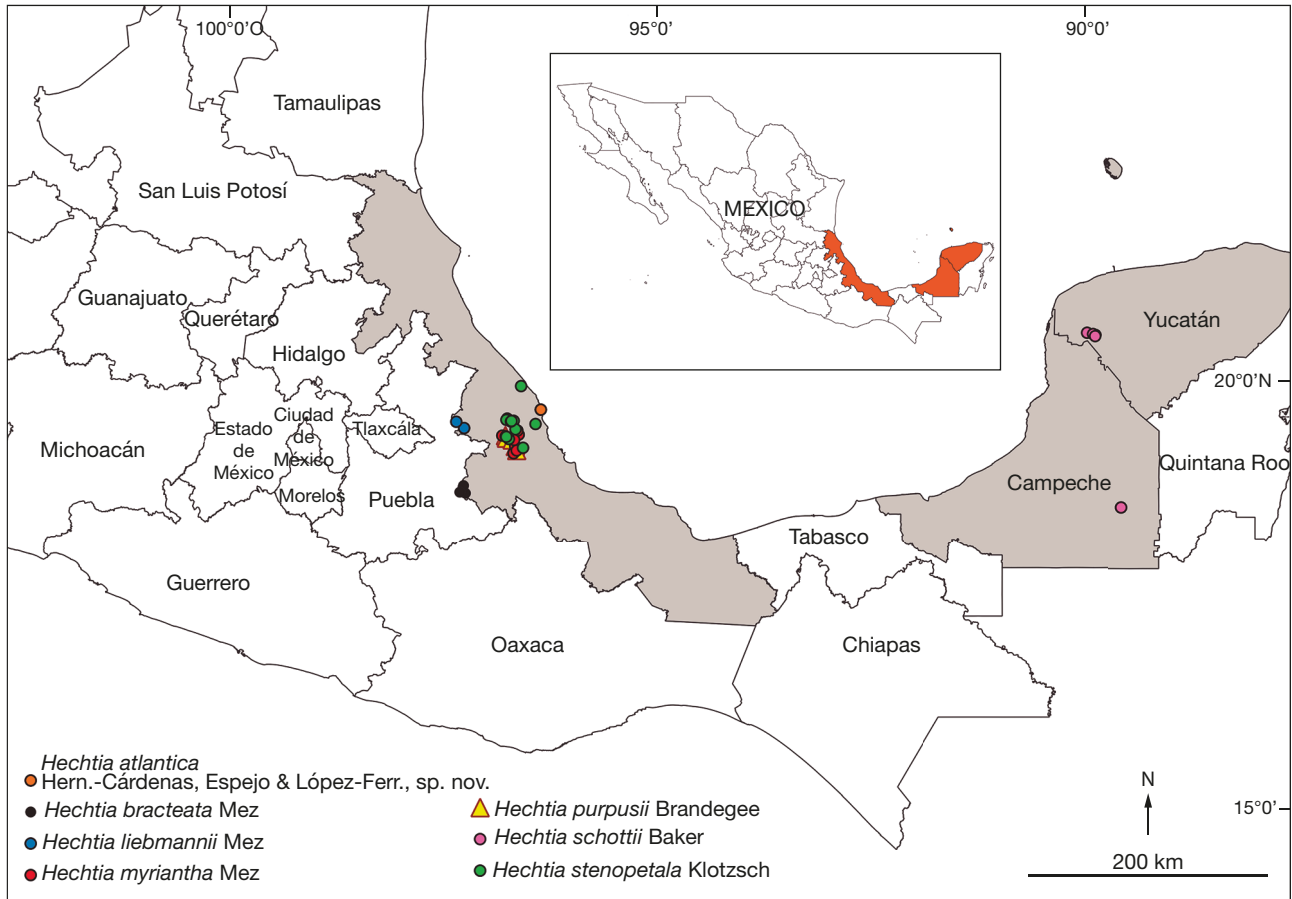 100°0'O
95°0'
90°0'
Tamaulipas
MEXICO
San Luis Potosí
Guanajuato
Querétaro
Hidalgo
Yucatán
20°0'N
Michoacán
Estado
de
México
Ciudad
de
México
Tlaxcála
Morelos
Puebla
Quintana Roo
Campeche
Tabasco
Guerrero
Oaxaca
Chiapas
Hechtia atlantica
Hern.-Cárdenas, Espejo & López-Ferr., sp. nov.
Hechtia bracteata Mez
Hechtia liebmannii Mez
Hechtia myriantha Mez
Hechtia purpusii Brandegee
Hechtia schottii Baker
Hechtia stenopetala Klotzsch
N
15°0'
200 km